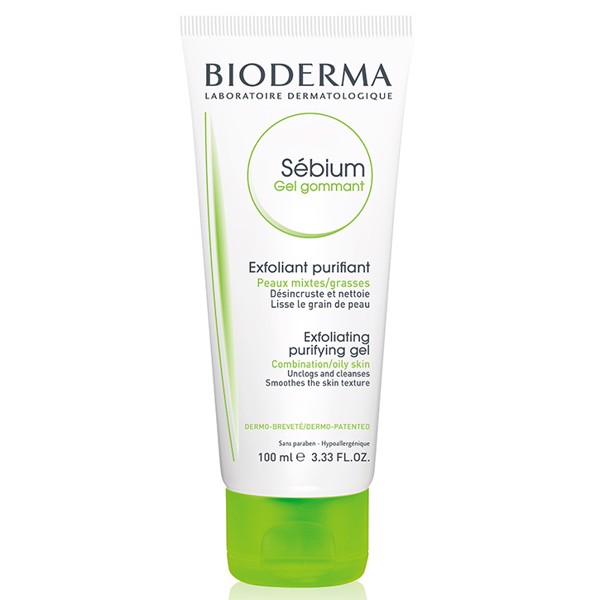 BIODERMA
LABORATOIRE DERMATOLOGIQUE
Sébium
Gel gommant
Exfoliant purifiant
Peaux mixtes/grasses
Désincruste et nettoie
Lisse le grain de peau
Exfoliating
purifying gel
Combination/oily skin
Unclogs and cleanses
Smoothes the skin texture
DERMO-BREVETÉ/DERMO-PATENTED
Sans paraben - Hypoallergénique
100 ml e 3.33 FL.OZ.